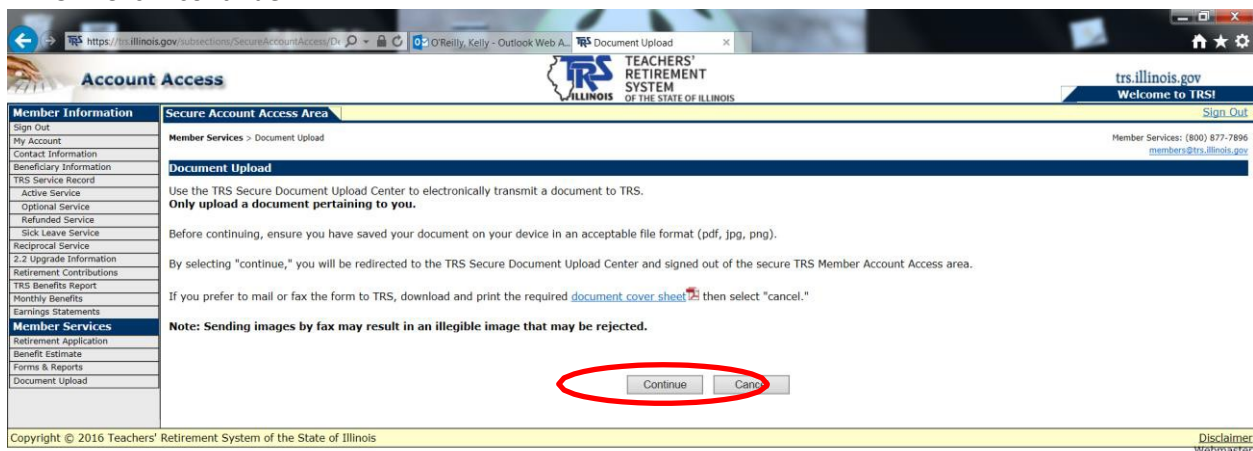 https://trs.illinois.gov/subsections/SecureAccountAccess/Do
O'Reilly, Kelly - Outlook Web A...
TRS Document Upload
Account Access
TRS
ILLINOIS
TEACHERS'
RETIREMENT
SYSTEM
OF THE STATE OF ILLINOIS
trs.illinois.gov
Welcome to TRS!
Member Information
Sign Out
My Account
Contact Information
Beneficiary Information
TRS Service Record
Active Service
Optional Service
Refunded Service
Sick Leave Service
Reciprocal Service
2.2 Upgrade Information
Retirement Contributions
TRS Benefits Report
Monthly Benefits
Earnings Statements
Member Services
Retirement Application
Benefit Estimate
Forms & Reports
Document Upload
Secure Account Access Area
Sign Out
Member Services > Document Upload
Member Services: (800) 877-7896
members@trs.illinois.gov
Document Upload
Use the TRS Secure Document Upload Center to electronically transmit a document to TRS.
Only upload a document pertaining to you.
Before continuing, ensure you have saved your document on your device in an acceptable file format (pdf, jpg, png).
By selecting "continue," you will be redirected to the TRS Secure Document Upload Center and signed out of the secure TRS Member Account Access area.
If you prefer to mail or fax the form to TRS, download and print the required document cover sheet then select "cancel."
Note: Sending images by fax may result in an illegible image that may be rejected.
Continue
Cancel
Copyright © 2016 Teachers' Retirement System of the State of Illinois
Disclaimer
Webmaster